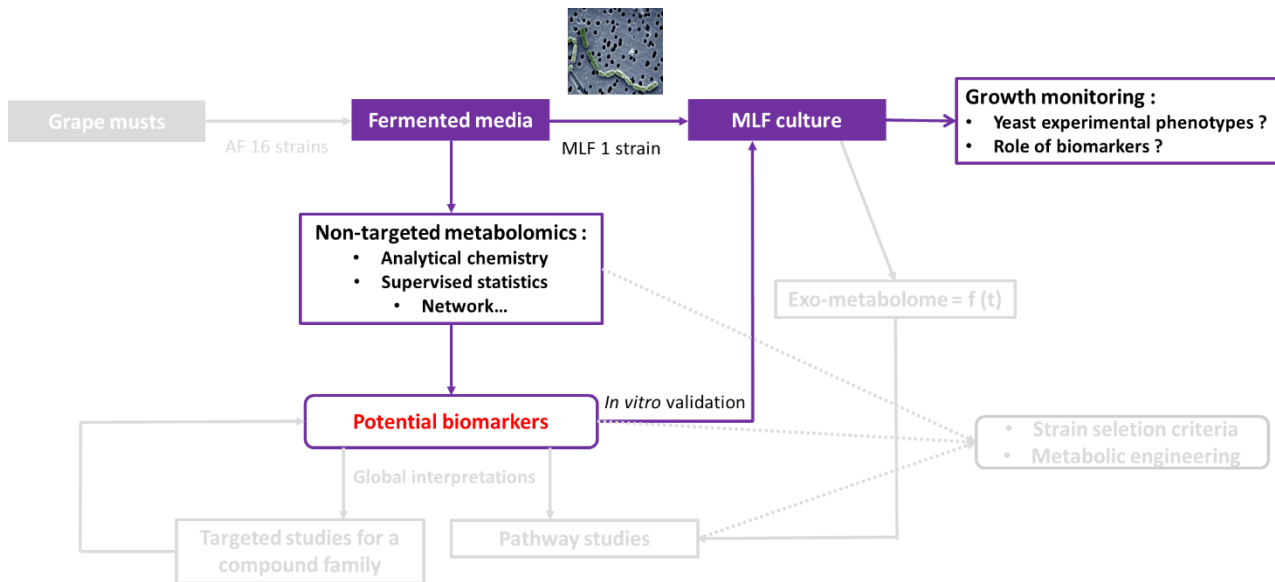 Grape musts
AF 16 strains
Fermented media
MLF 1 strain
MLF culture
Growth monitoring :
• Yeast experimental phenotypes ?
• Role of biomarkers ?
Non-targeted metabolomics :
• Analytical chemistry
• Supervised statistics
• Network…
Exo-metabolome = f (t)
Potential biomarkers
In vitro validation
• Strain seletion criteria
• Metabolic engineering
Global interpretations
Targeted studies for a
compound family
Pathway studies